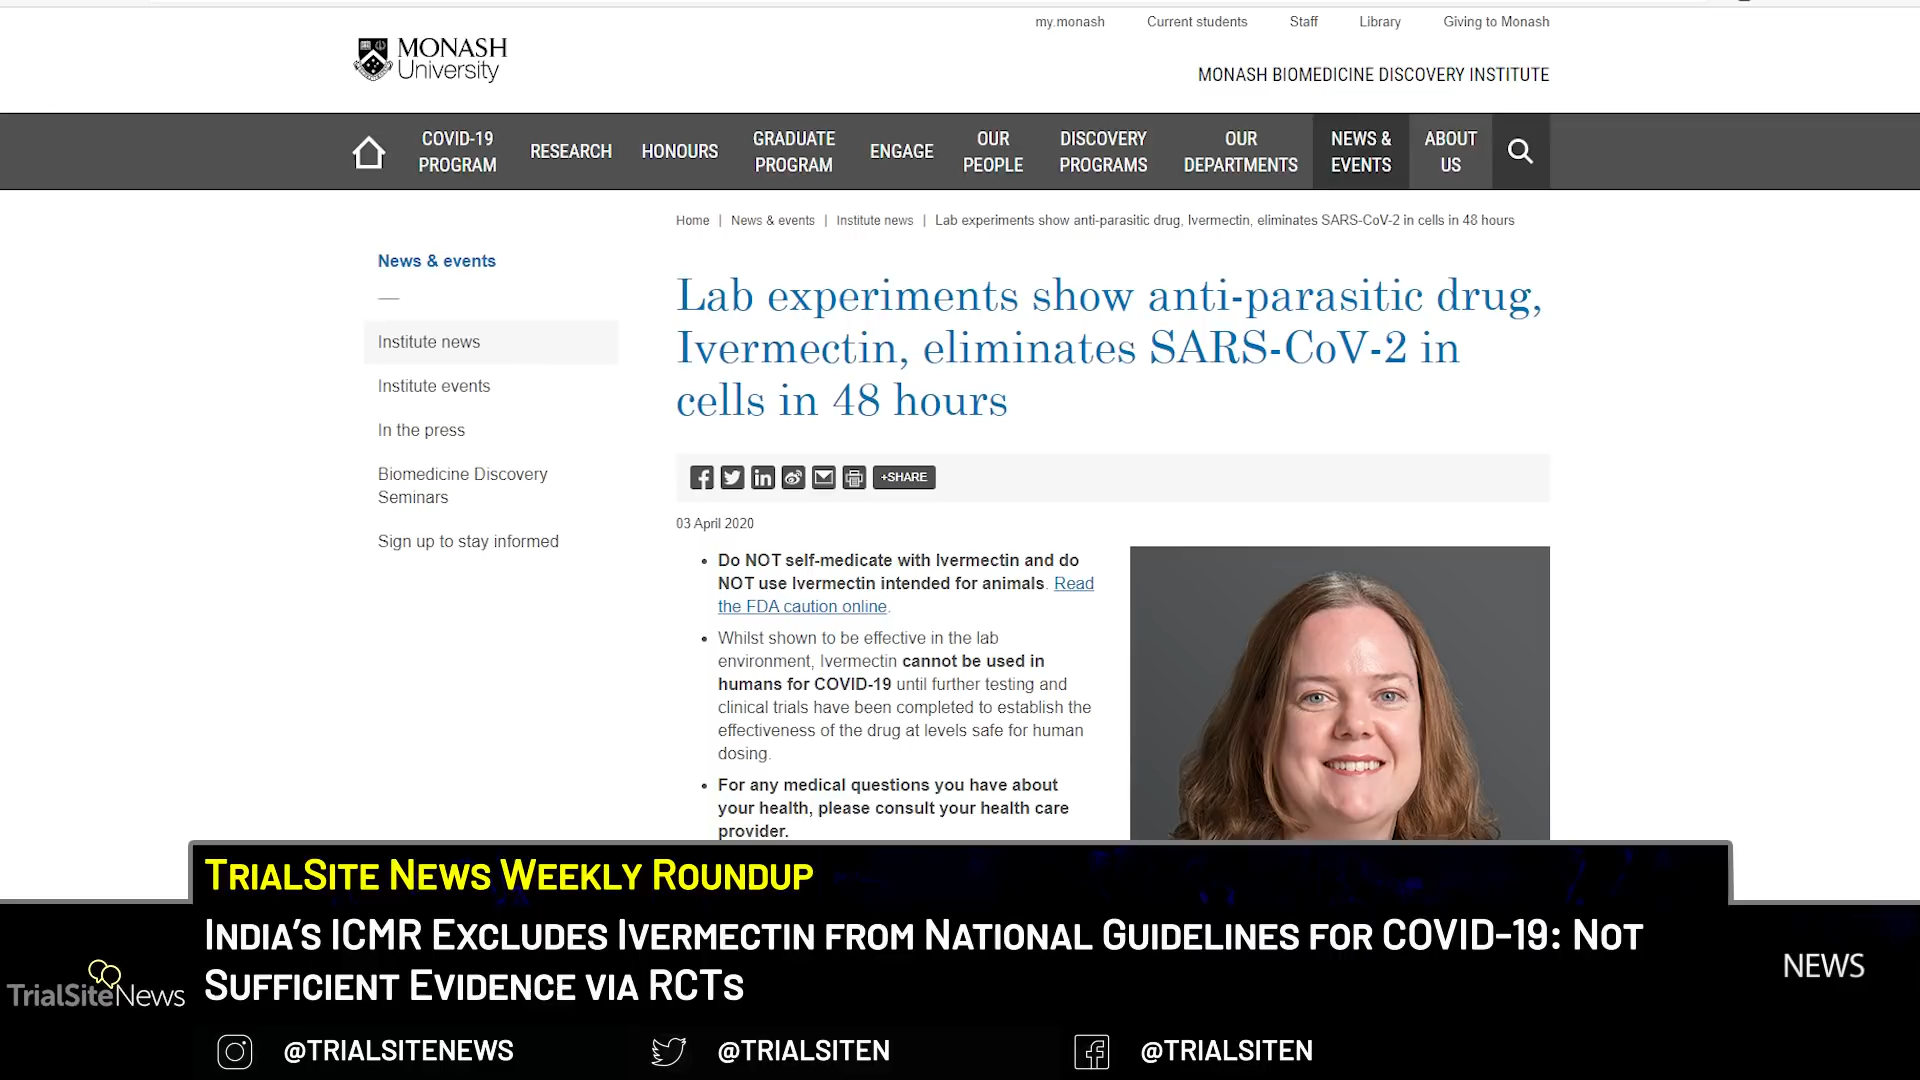 my.monash Current students Staff Library Giving to Monash
MONASH
University
MONASH BIOMEDICINE DISCOVERY INSTITUTE
COVID-19 PROGRAM
RESEARCH
HONOURS
GRADUATE PROGRAM
ENGAGE
OUR PEOPLE
DISCOVERY PROGRAMS
OUR DEPARTMENTS
NEWS & EVENTS
ABOUT US
Home | News & events | Institute news | Lab experiments show anti-parasitic drug, Ivermectin, eliminates SARS-CoV-2 in cells in 48 hours
News & events
Institute news
Institute events
In the press
Biomedicine Discovery
Seminars
Sign up to stay informed
Lab experiments show anti-parasitic drug,
Ivermectin, eliminates SARS-CoV-2 in
cells in 48 hours
+SHARE
03 April 2020
• Do NOT self-medicate with Ivermectin and do
NOT use Ivermectin intended for animals. Read
the FDA caution online.
• Whilst shown to be effective in the lab
environment, Ivermectin cannot be used in
humans for COVID-19 until further testing and
clinical trials have been completed to establish the
effectiveness of the drug at levels safe for human
dosing.
• For any medical questions you have about
your health, please consult your health care
provider.
TRIALSITE NEWS WEEKLY ROUNDUP
INDIA'S ICMR EXCLUDES IVERMECTIN FROM NATIONAL GUIDELINES FOR COVID-19: NOT
SUFFICIENT EVIDENCE VIA RCTS
TrialSiteNews
NEWS
@TRIALSITENEWS @TRIALSITEN @TRIALSITEN